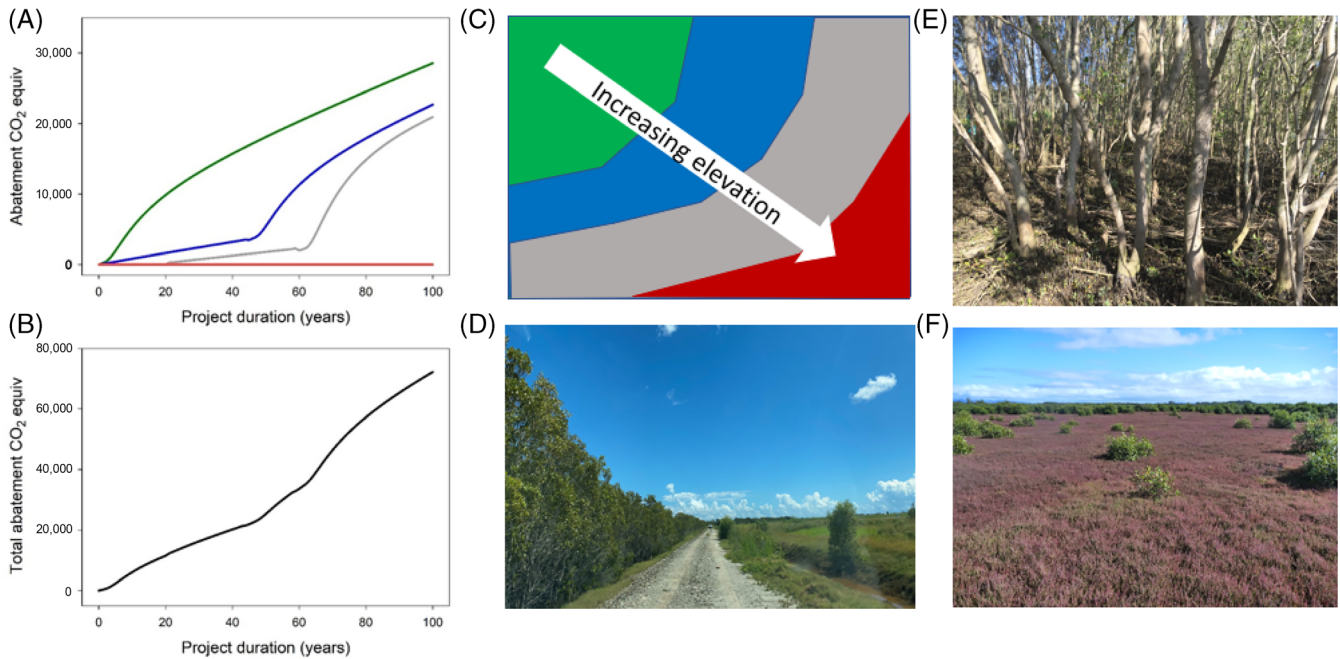 (A)
Abatement CO2 equiv
30,000
20,000
10,000
0
0
0 20 40 60 80 100
Project duration (years)
(B)
Total abatement CO2 equiv
80,000
60,000
40,000
20,000
0
0 20 40 60 80 100
Project duration (years)
(C)
Increasing elevation
(D)
(E)
(F)